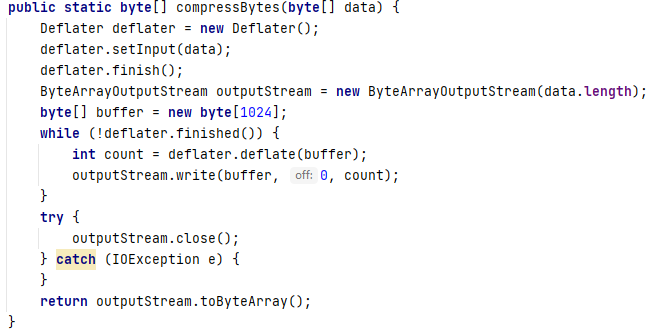 public static byte[] compressBytes(byte[] data) {
    Deflater deflater = new Deflater();
    deflater.setInput(data);
    deflater.finish();
    ByteArrayOutputStream outputStream = new ByteArrayOutputStream(data.length);
    byte[] buffer = new byte[1024];
    while (!deflater.finished()) {
        int count = deflater.deflate(buffer);
        outputStream.write(buffer, off: 0, count);
    }
    try {
        outputStream.close();
    } catch (IOException e) {
    }
    return outputStream.toByteArray();
}